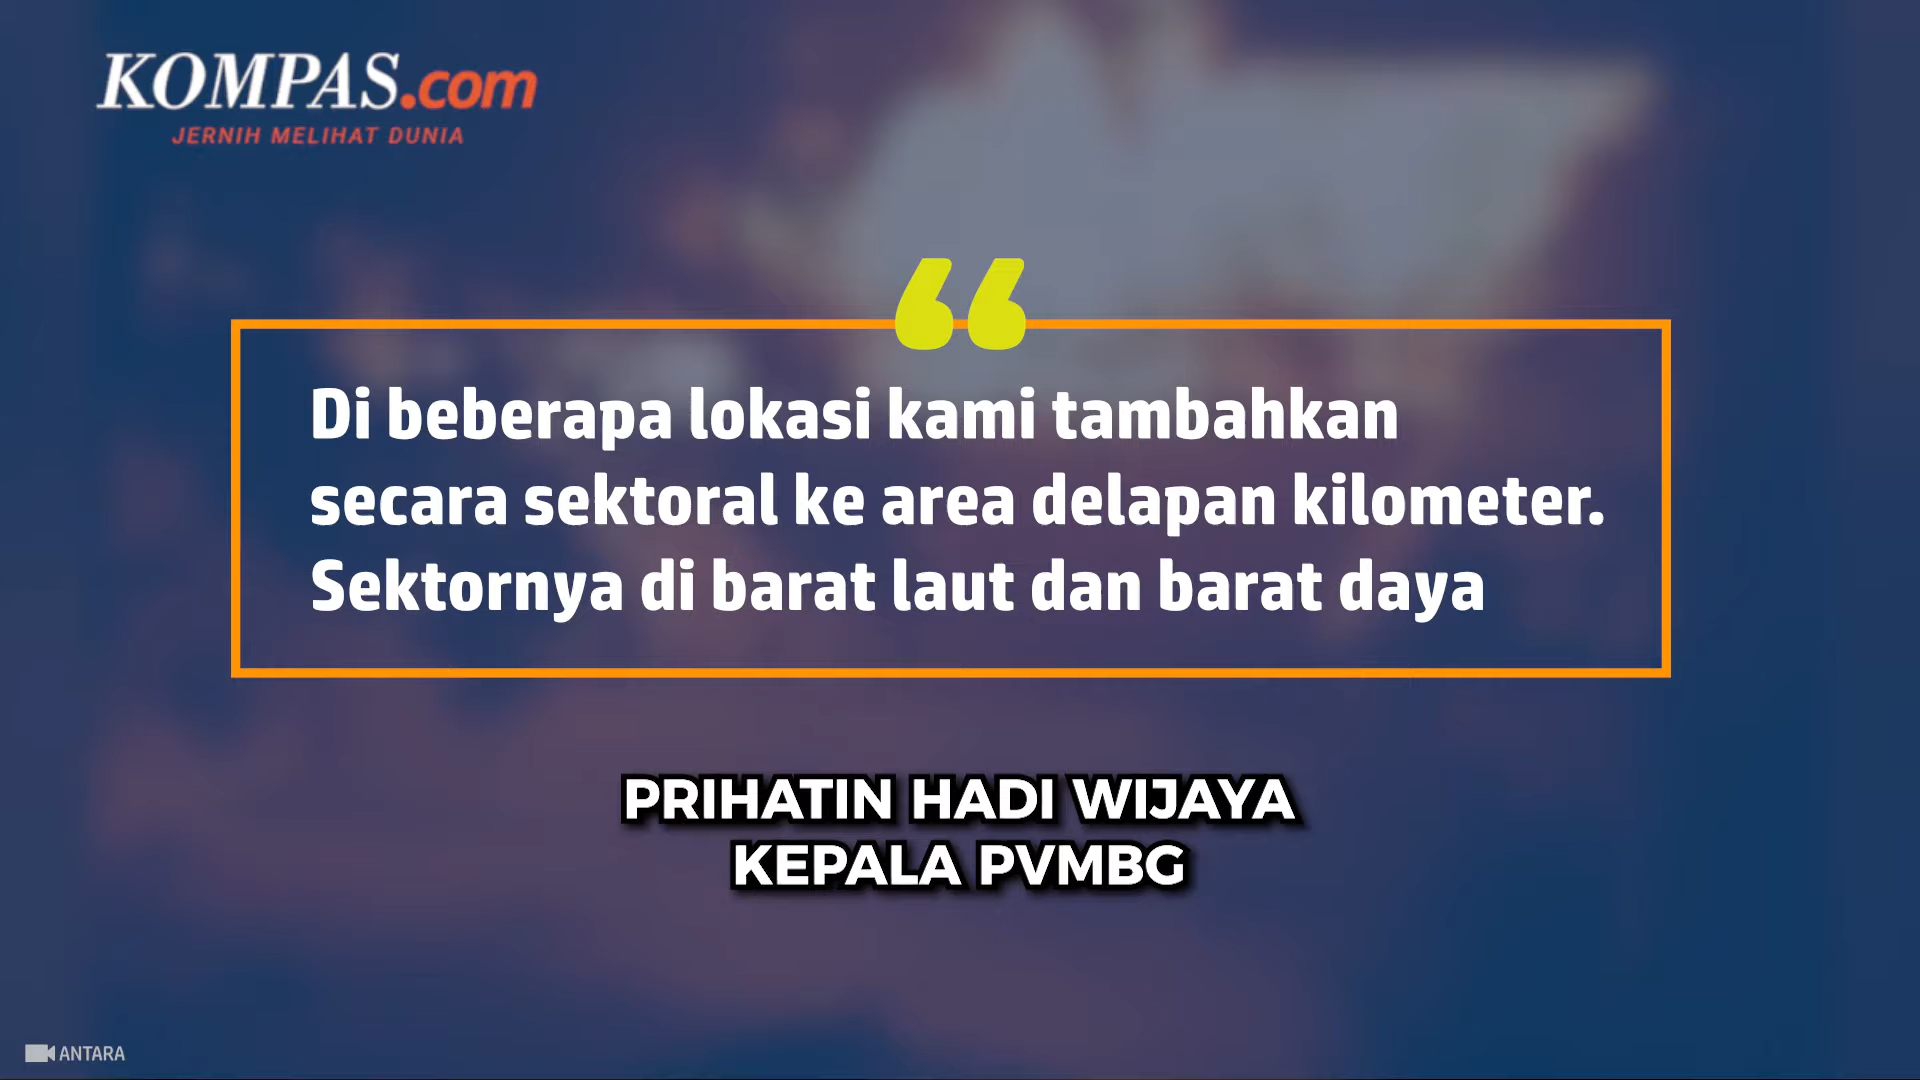 KOMPAS.com
JERNIH MELIHAT DUNIA
“
Di beberapa lokasi kami tambahkan
secara sektoral ke area delapan kilometer.
Sektornya di barat laut dan barat daya
PRIHATIN HADI WIJAYA
KEPALA PVMBG
ANTARA